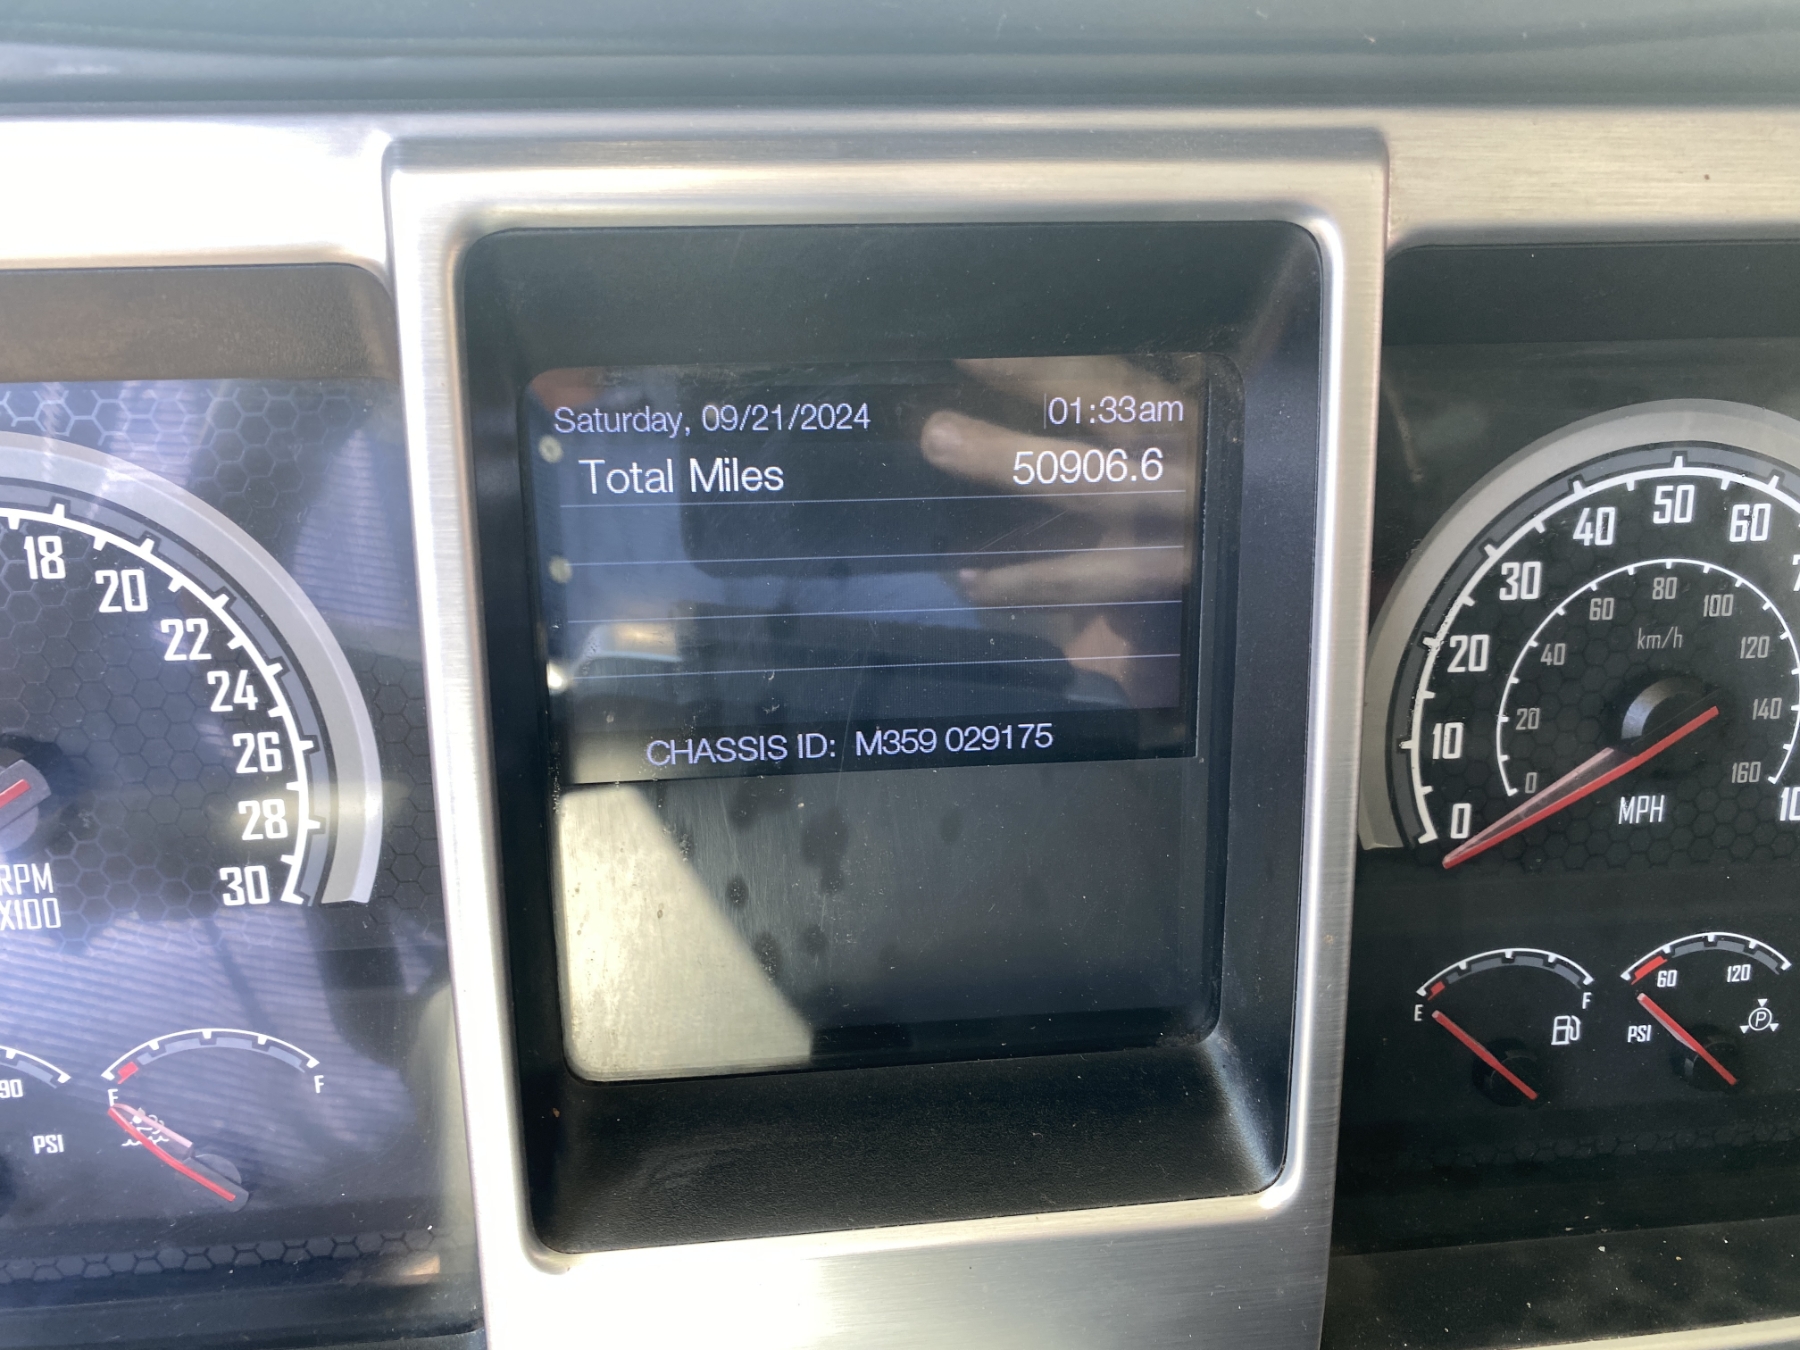 Saturday, 09/21/2024 01:33am
Total Miles 50906.6
CHASSIS ID: M359 029175
18
20
22
24
26
28
30
RPM
X100
90
PSI
F
F
0
10
20
30
40
50
60
0
20
40
60
80
100
120
140
160
km/h
MPH
E
F
60
120
PSI
P